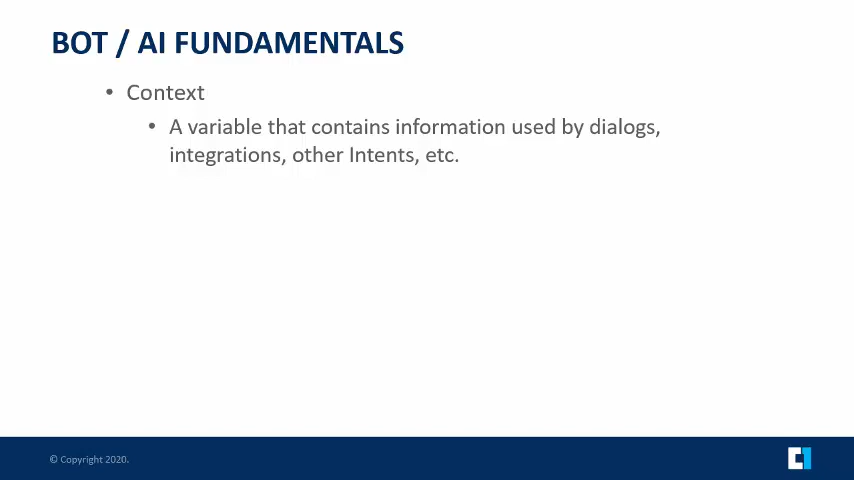 BOT / AI FUNDAMENTALS
• Context
• A variable that contains information used by dialogs,
integrations, other Intents, etc.
© Copyright 2020.